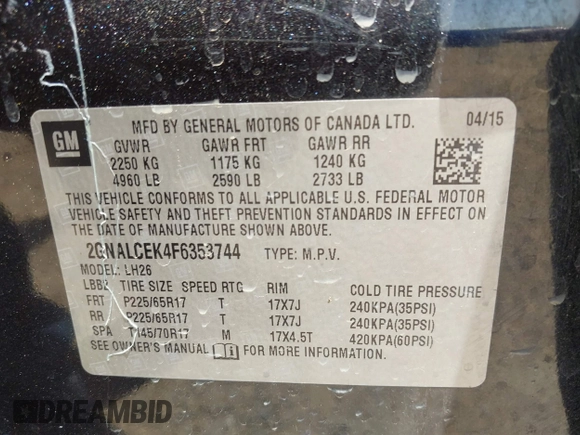 MFD BY GENERAL MOTORS OF CANADA LTD. 04/15
GM
GVWR GAWR FRT GAWR RR
2250 KG 1175 KG 1240 KG
4960 LB 2590 LB 2733 LB
THIS VEHICLE CONFORMS TO ALL APPLICABLE U.S. FEDERAL MOTOR
VEHICLE SAFETY AND THEFT PREVENTION STANDARDS IN EFFECT ON
THE DATE OF MANUFACTURE SHOWN ABOVE.
2GNALCEK4F6353744 TYPE: M.P.V.
MODEL: LH26
LBB2 TIRE SIZE SPEED RTG RIM COLD TIRE PRESSURE
FRT P225/65R17 T 17X7J 240KPA(35PSI)
RR P225/65R17 T 17X7J 240KPA(35PSI)
SPA T145/70R17 M 17X4.5T 420KPA(60PSI)
SEE OWNER'S MANUAL i FOR MORE INFORMATION.
DREAMBID